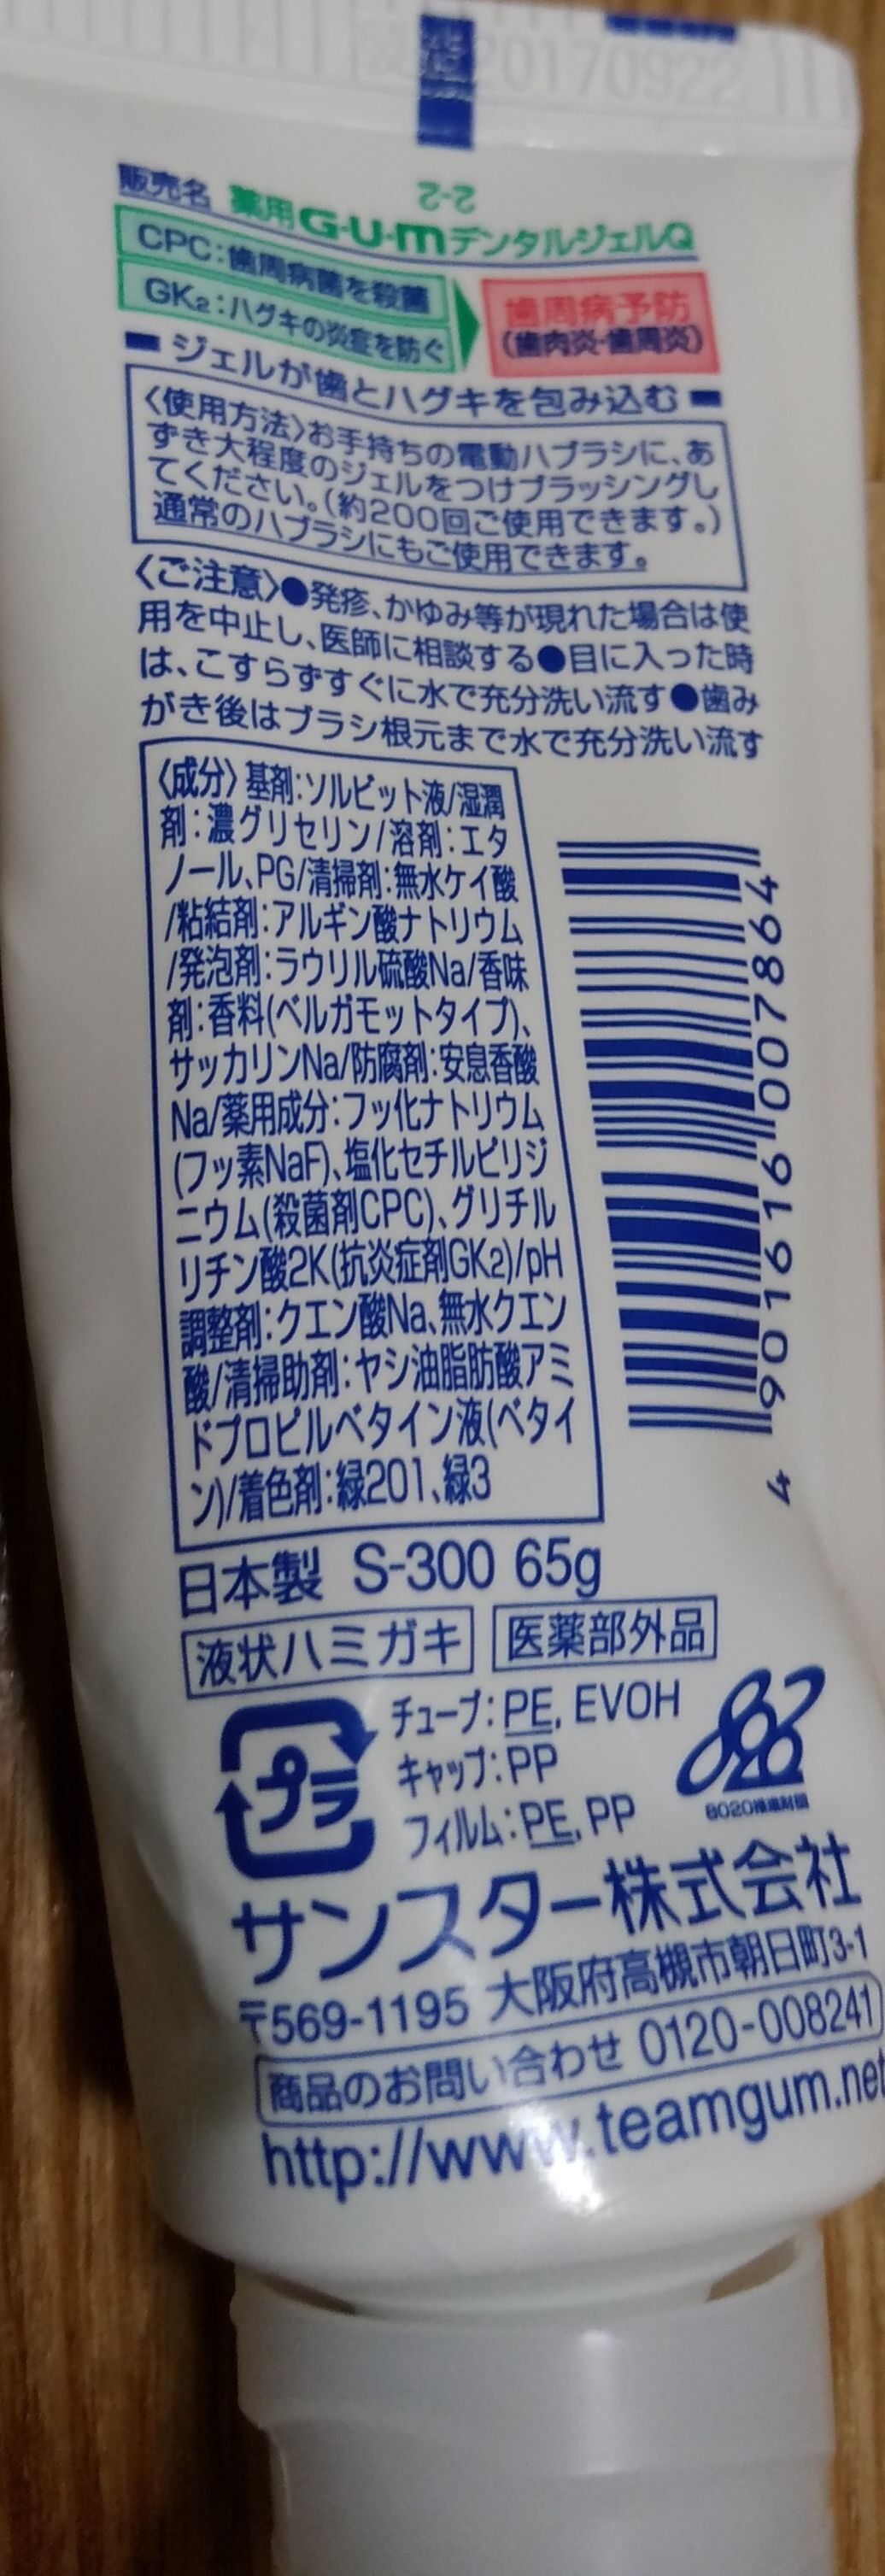 20170922
2-2
販売名 薬用G・U・mデンタルジェルQ
CPC:歯周病菌を殺菌
GK2:ハグキの炎症を防ぐ
歯周病予防
(歯肉炎・歯周炎)
ジェルが歯とハグキを包み込む
〈使用方法〉お手持ちの電動ハブラシに、あ
ずき大程度のジェルをつけブラッシングし
てください。(約200回ご使用できます。)
通常のハブラシにもご使用できます。
〈ご注意〉●発疹、かゆみ等が現れた場合は使
用を中止し、医師に相談する●目に入った時
は、こすらずすぐに水で充分洗い流す●歯み
がき後はブラシ根元まで水で充分洗い流す
〈成分〉基剤:ソルビット液/湿潤
剤:濃グリセリン/溶剤:エタ
ノール、PG/清掃剤:無水ケイ酸
/粘結剤:アルギン酸ナトリウム
/発泡剤:ラウリル硫酸Na/香味
剤:香料(ベルガモットタイプ)、
サッカリンNa/防腐剤:安息香酸
Na/薬用成分:フッ化ナトリウム
(フッ素NaF)、塩化セチルピリジ
ニウム(殺菌剤CPC)、グリチル
リチン酸2K(抗炎症剤GK2)/pH
調整剤:クエン酸Na、無水クエン
酸/清掃助剤:ヤシ油脂肪酸アミ
ドプロピルベタイン液(ベタイ
ン)/着色剤:緑201、緑3
4 901616 007864
日本製 S-300 65g
液状ハミガキ 医薬部外品
プラ
チューブ:PE, EVOH
キャップ:PP
フィルム:PE, PP
8020
8020推進財団
サンスター株式会社
〒569-1195 大阪府高槻市朝日町3-1
商品のお問い合わせ 0120-008241
http://www.teamgum.net